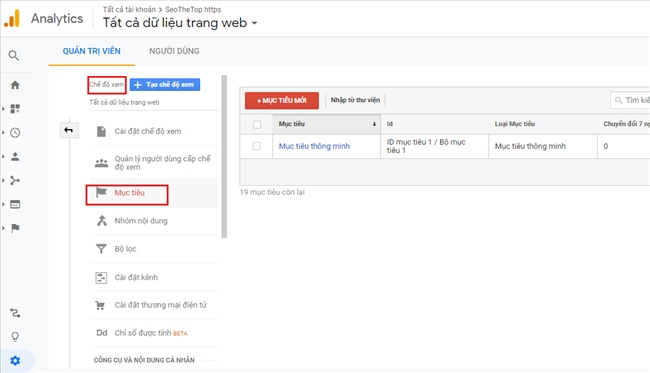 Analytics
Tất cả tài khoản > SeoTheTop https
Tất cả dữ liệu trang web
QUẢN TRỊ VIÊN
NGƯỜI DÙNG
Chế độ xem
+ Tạo chế độ xem
Tất cả dữ liệu trang web
Cài đặt chế độ xem
Quản lý người dùng cấp chế
độ xem
Mục tiêu
Nhóm nội dung
Bộ lọc
Cài đặt kênh
Cài đặt thương mại điện tử
Dd Chỉ số được tính BETA
CÔNG CỤ VÀ NỘI DUNG CÁ NHÂN
+ MỤC TIÊU MỚI
Nhập từ thư viện
Tìm kiế
Mục tiêu
Id
Loại Mục tiêu
Chuyển đổi 7 ng
Mục tiêu thông minh
ID mục tiêu 1 / Bộ mục
tiêu 1
Mục tiêu thông minh
0
19 mục tiêu còn lại